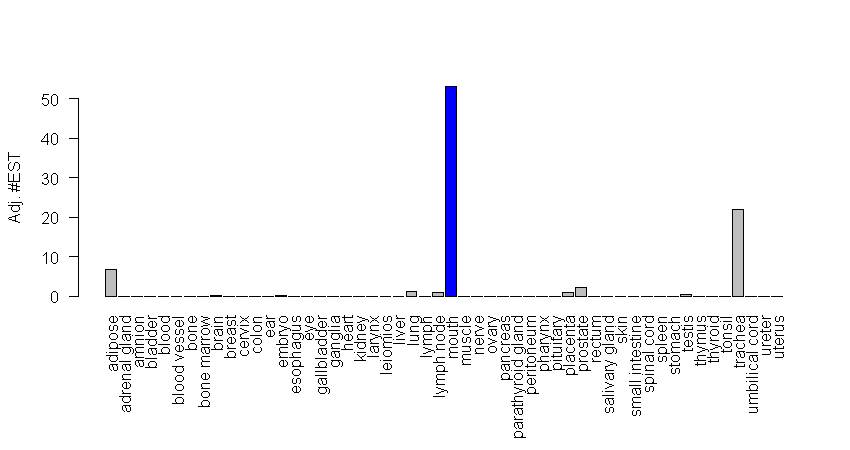 Adj. #EST
50
40
30
20
10
0
adipose
adrenal gland
amnion
bladder
blood
blood vessel
bone
bone marrow
brain
breast
cervix
colon
ear
embryo
esophagus
eye
gallbladder
ganglia
heart
kidney
larynx
leiomios
liver
lung
lymph
lymph node
mouth
muscle
nerve
ovary
pancreas
parathyroid gland
peritoneum
pharynx
pituitary
placenta
prostate
rectum
salivary gland
skin
small intestine
spinal cord
spleen
stomach
testis
thymus
thyroid
tonsil
trachea
umbilical cord
ureter
uterus